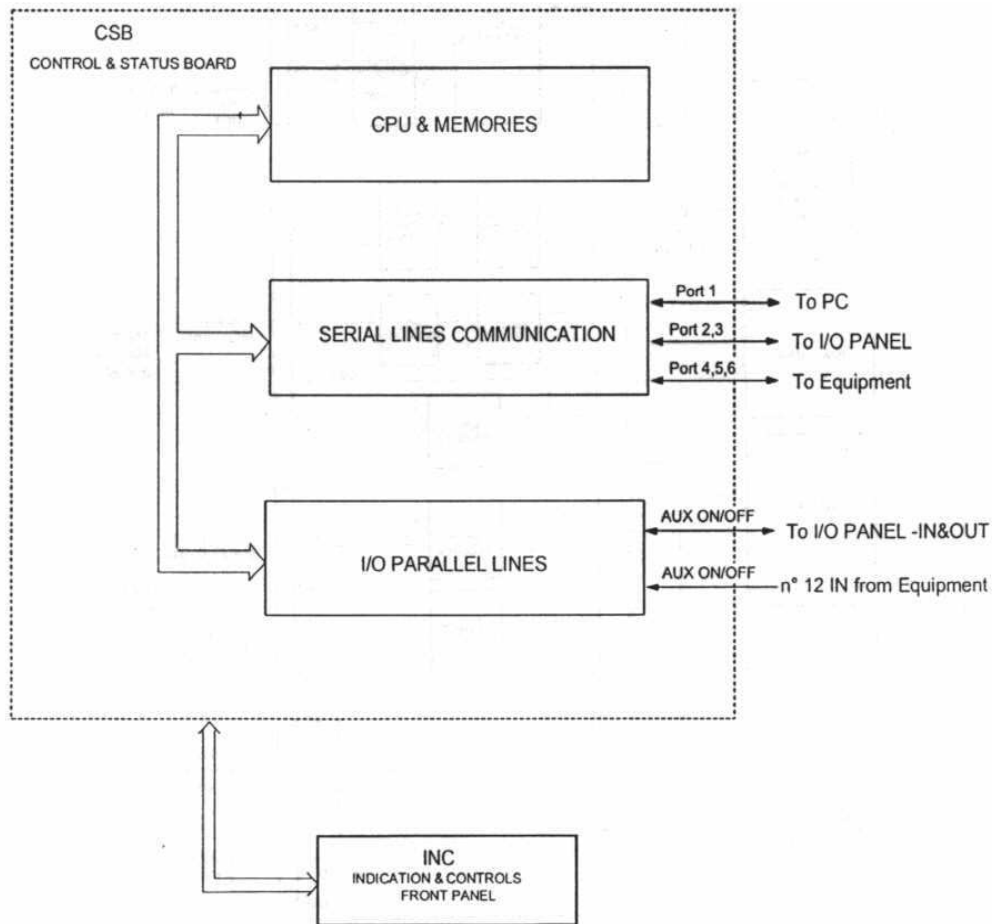 CSB
CONTROL & STATUS BOARD
CPU & MEMORIES
SERIAL LINES COMMUNICATION
Port 1
To PC
Port 2,3
To I/O PANEL
Port 4,5,6
To Equipment
I/O PARALLEL LINES
AUX ON/OFF
To I/O PANEL -IN&OUT
AUX ON/OFF
n° 12 IN from Equipment
INC
INDICATION & CONTROLS
FRONT PANEL